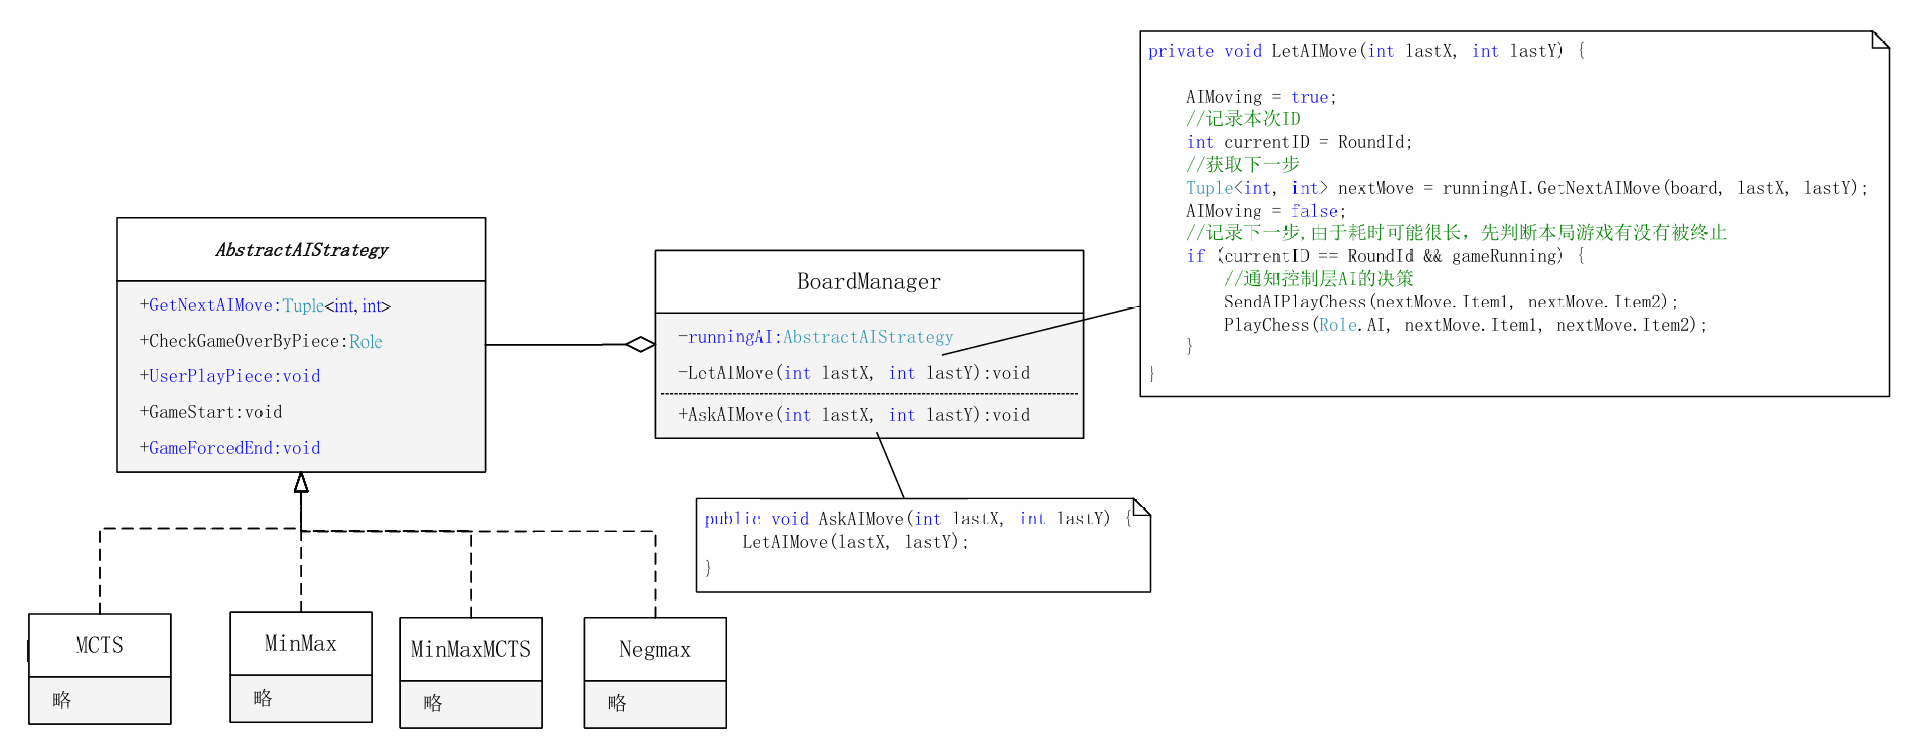 AbstractAIStrategy
+GetNextAIMove:Tuple<int,int>
+CheckGameOverByPiece:Role
+UserPlayPiece:void
+GameStart:void
+GameForcedEnd:void
BoardManager
-runningAI:AbstractAIStrategy
-LetAIMove(int lastX, int lastY):void
+AskAIMove(int lastX, int lastY):void
private void LetAIMove(int lastX, int lastY) {
AIMoving = true;
//记录本次ID
int currentID = RoundId;
//获取下一步
Tuple<int, int> nextMove = runningAI.GetNextAIMove(board, lastX, lastY);
AIMoving = false;
//记录下一步,由于耗时可能很长，先判断本局游戏有没有被终止
if (currentID == RoundId && gameRunning) {
//通知控制层AI的决策
SendAIPlayChess(nextMove.Item1, nextMove.Item2);
PlayChess(Role.AI, nextMove.Item1, nextMove.Item2);
}
}
public void AskAIMove(int lastX, int lastY) {
LetAIMove(lastX, lastY);
}
MCTS
略
MinMax
略
MinMaxMCTS
略
Negmax
略